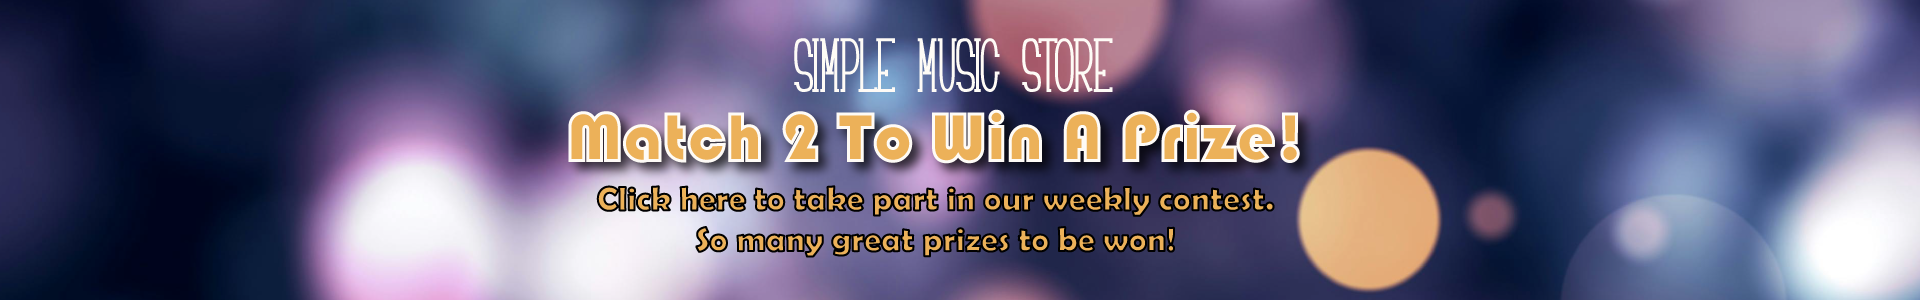 SIMPLE MUSIC STORE
Match 2 To Win A Prize!
Click here to take part in our weekly contest.
So many great prizes to be won!